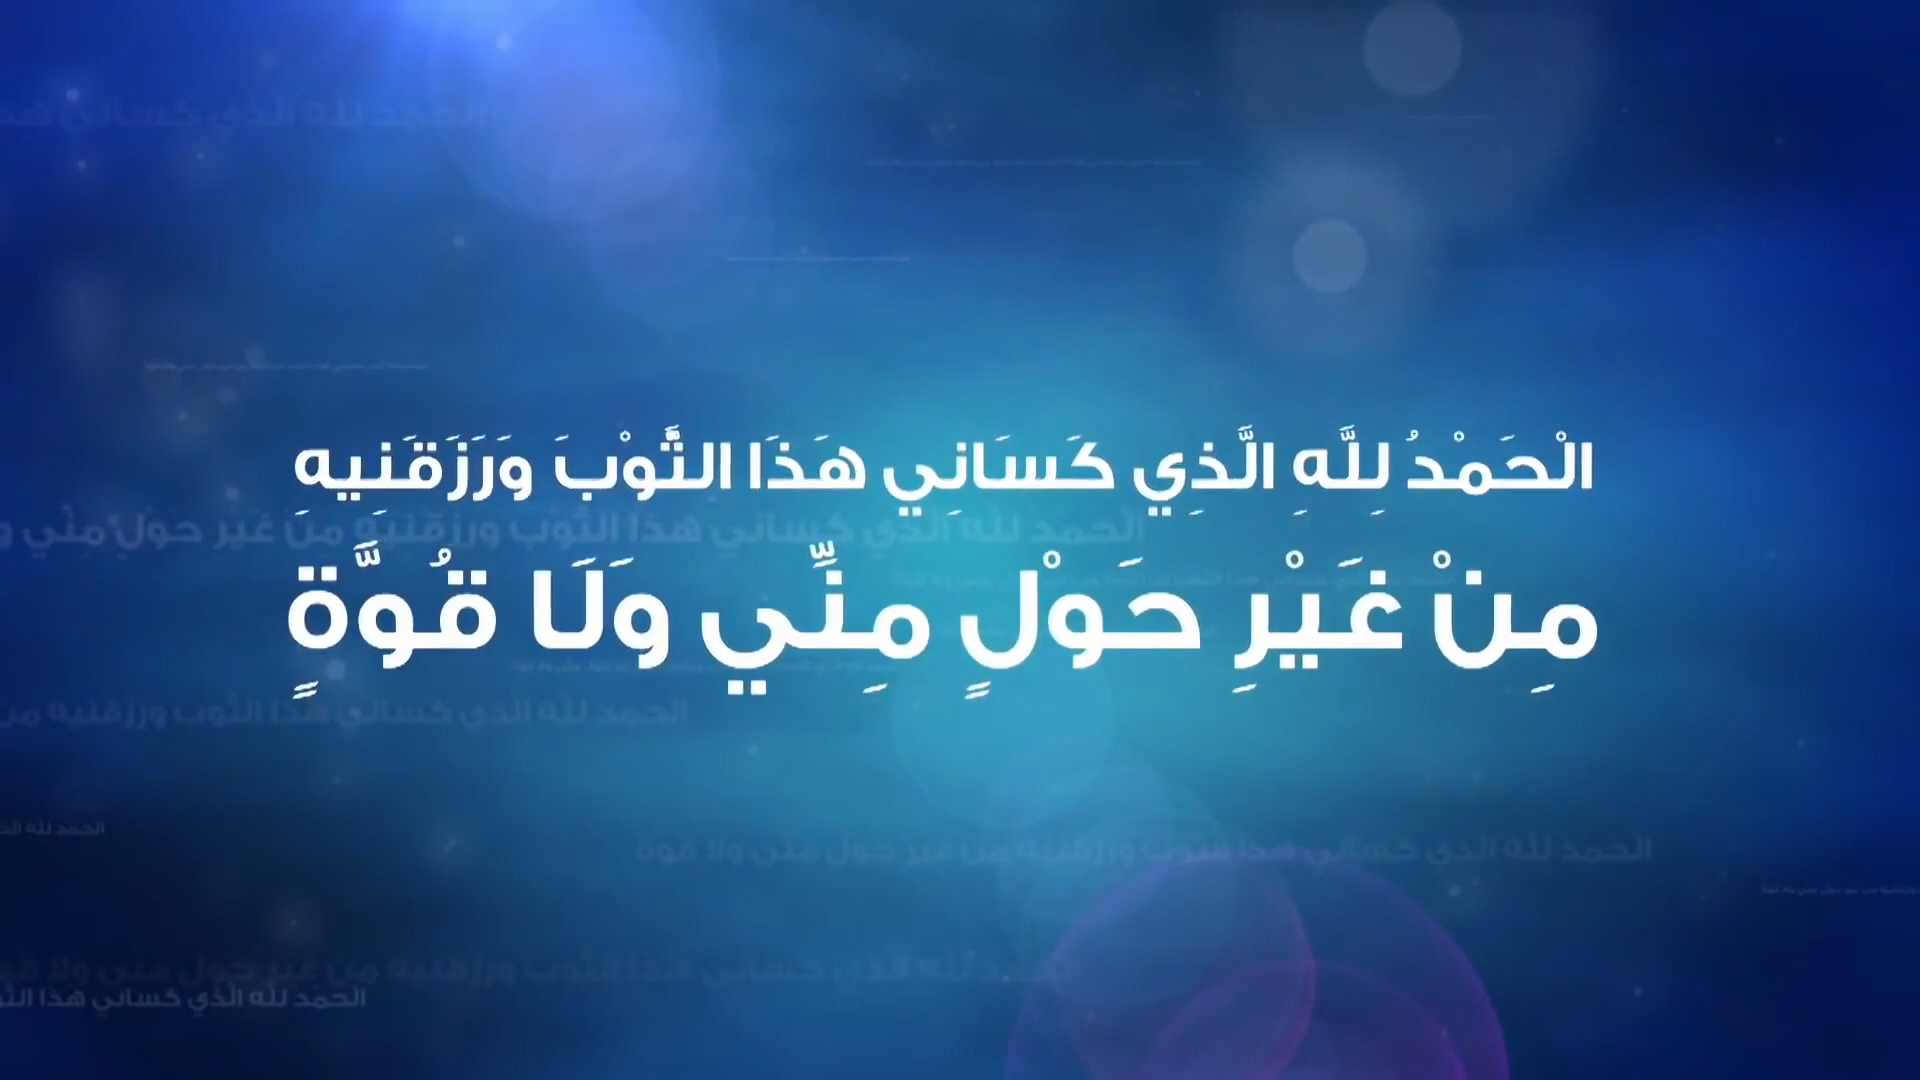 الْحَمْدُ لِلَّهِ الَّذِي كَسَانِي هَذَا الثَّوْبَ وَرَزَقَنِيهِ
مِنْ غَيْرِ حَوْلٍ مِنِّي وَلَا قُوَّةٍ